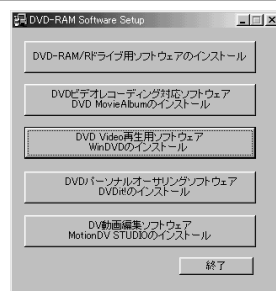 DVD-RAM Software Setup
DVD-RAM/Rドライブ用ソフトウェアのインストール
DVDビデオレコーディング対応ソフトウェア
DVD MovieAlbumのインストール
DVD Video再生用ソフトウェア
WinDVDのインストール
DVDパーソナルオーサリングソフトウェア
DVDit!のインストール
DV動画編集ソフトウェア
MotionDV STUDIOのインストール
終了